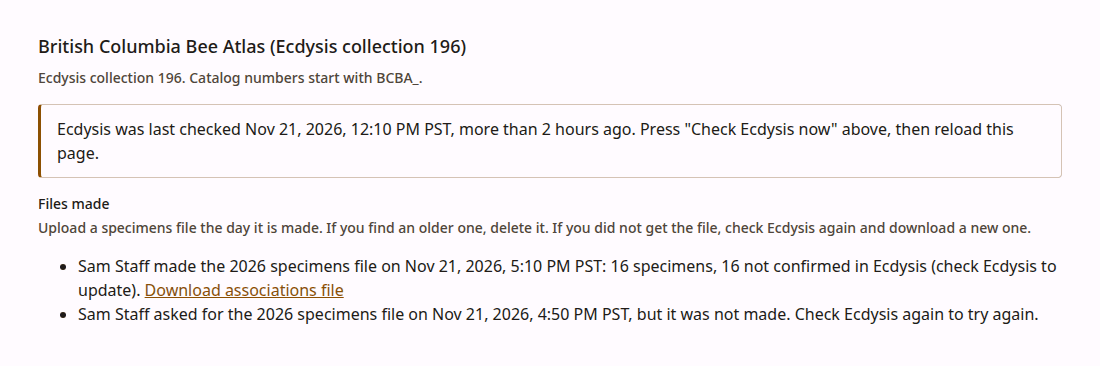 British Columbia Bee Atlas (Ecdysis collection 196)
Ecdysis collection 196. Catalog numbers start with BCBA_.
Ecdysis was last checked Nov 21, 2026, 12:10 PM PST, more than 2 hours ago. Press "Check Ecdysis now" above, then reload this
page.
Files made
Upload a specimens file the day it is made. If you find an older one, delete it. If you did not get the file, check Ecdysis again and download a new one.
• Sam Staff made the 2026 specimens file on Nov 21, 2026, 5:10 PM PST: 16 specimens, 16 not confirmed in Ecdysis (check Ecdysis to
update). Download associations file
• Sam Staff asked for the 2026 specimens file on Nov 21, 2026, 4:50 PM PST, but it was not made. Check Ecdysis again to try again.